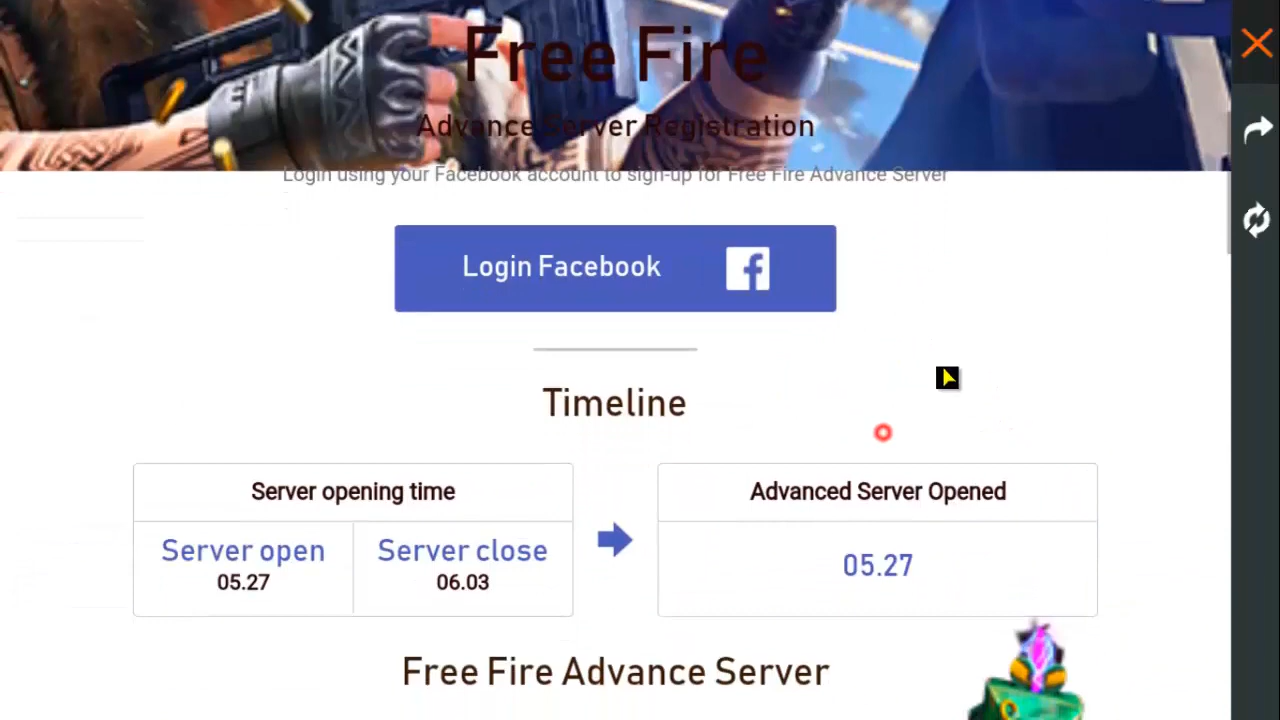 Free Fire
Advance Server Registration
Login using your Facebook account to sign-up for Free Fire Advance Server
Login Facebook
Timeline
Server opening time
Server open
05.27
Server close
06.03
Advanced Server Opened
05.27
Free Fire Advance Server